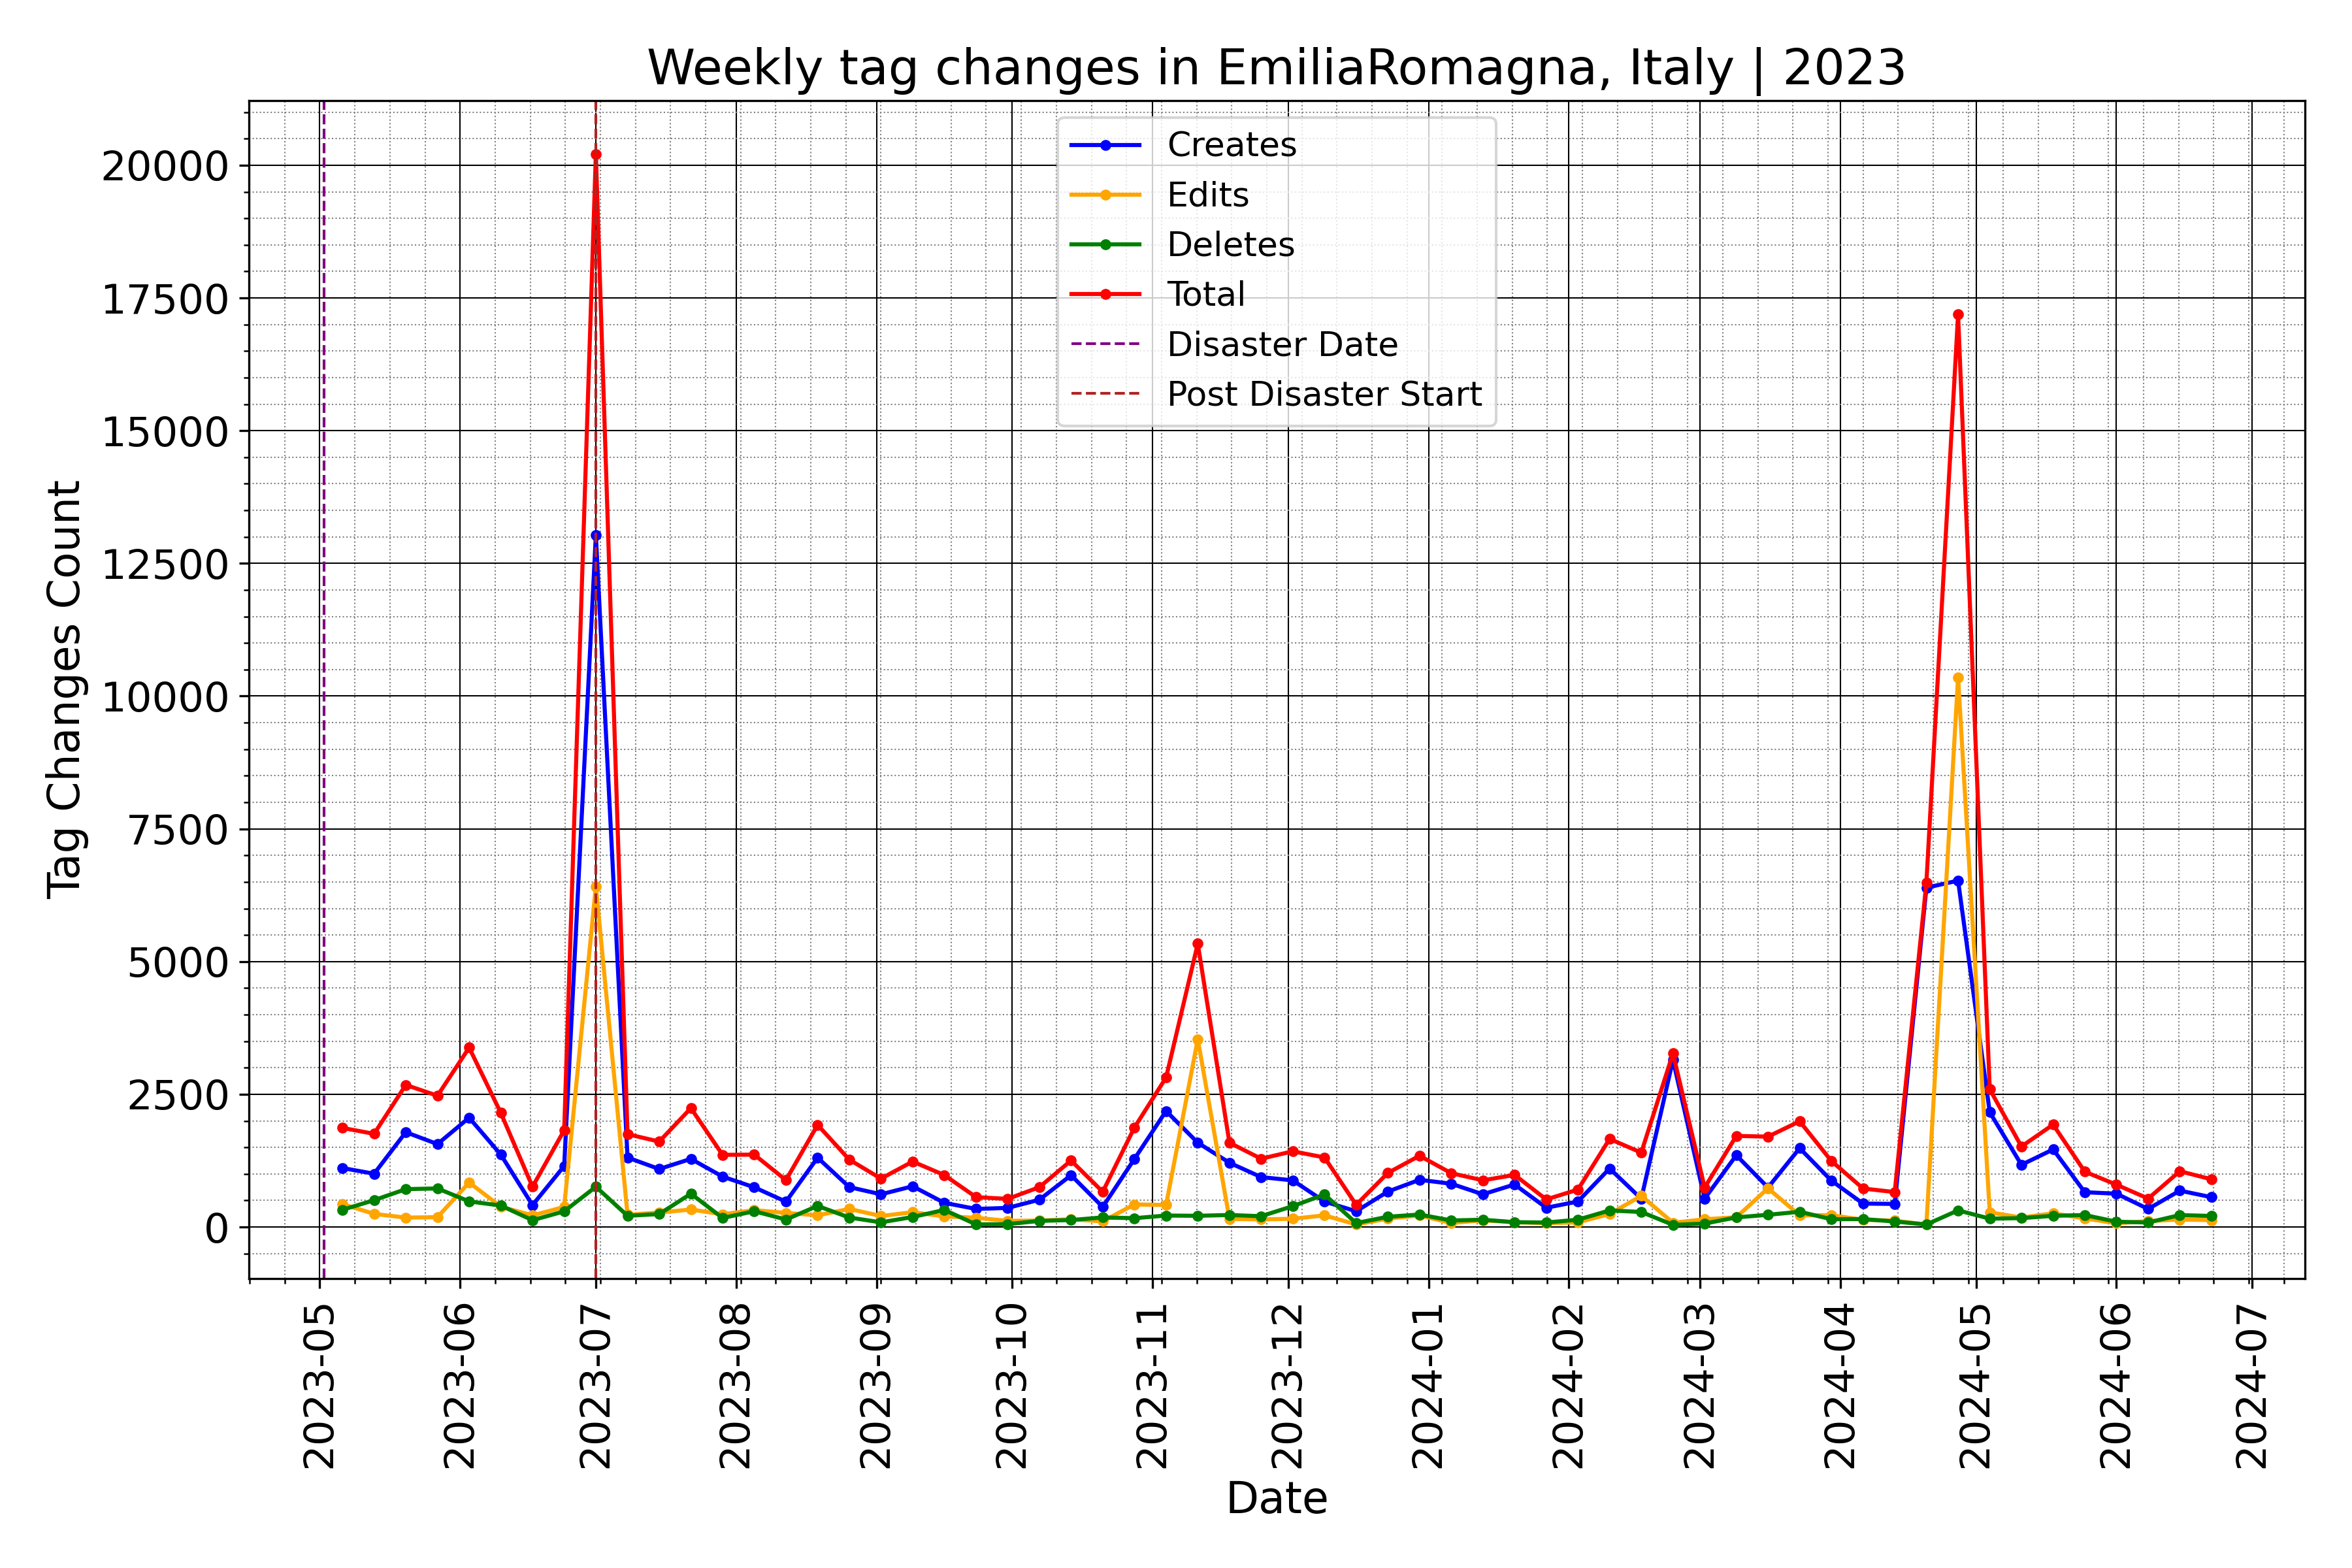 Weekly tag changes in EmiliaRomagna, Italy | 2023
Creates
Edits
Deletes
Total
Disaster Date
Post Disaster Start
Tag Changes Count
20000
17500
15000
12500
10000
7500
5000
2500
0
2023-05
2023-06
2023-07
2023-08
2023-09
2023-10
2023-11
2023-12
2024-01
2024-02
2024-03
2024-04
2024-05
2024-06
2024-07
Date